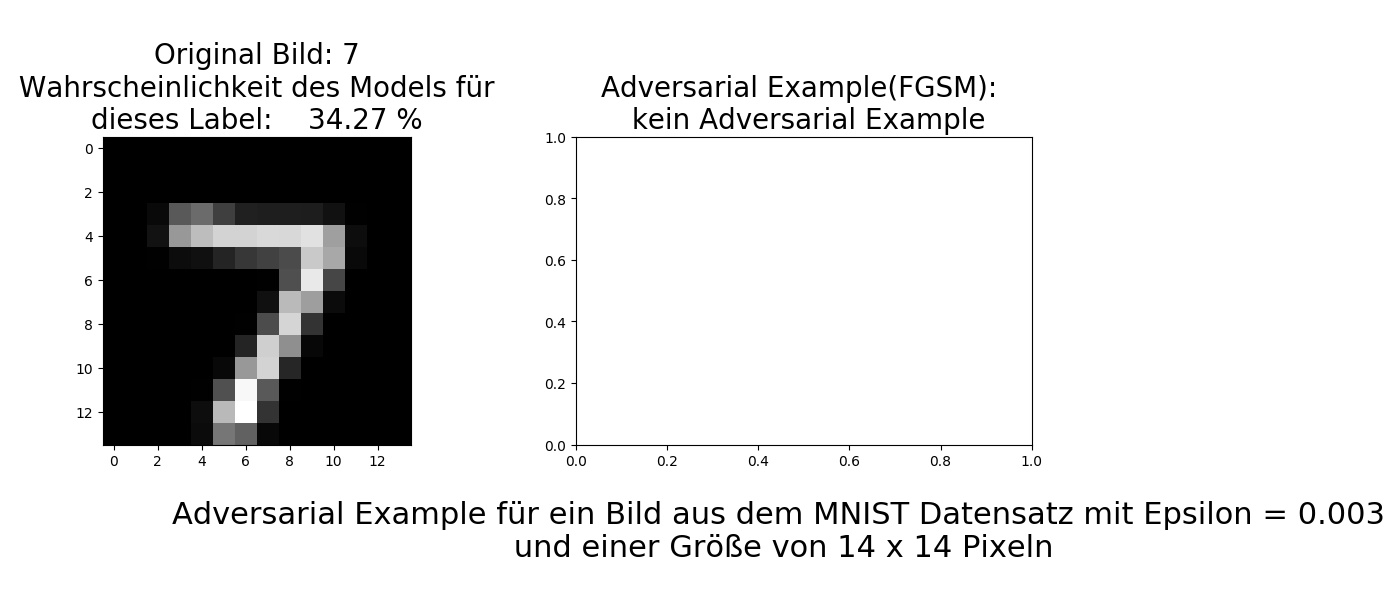 Original Bild: 7
Wahrscheinlichkeit des Models für
dieses Label:    34.27 %
0
2
4
6
8
10
12
0 2 4 6 8 10 12
Adversarial Example(FGSM):
kein Adversarial Example
1.0
0.8
0.6
0.4
0.2
0.0
0.0 0.2 0.4 0.6 0.8 1.0
Adversarial Example für ein Bild aus dem MNIST Datensatz mit Epsilon = 0.003
und einer Größe von 14 x 14 Pixeln